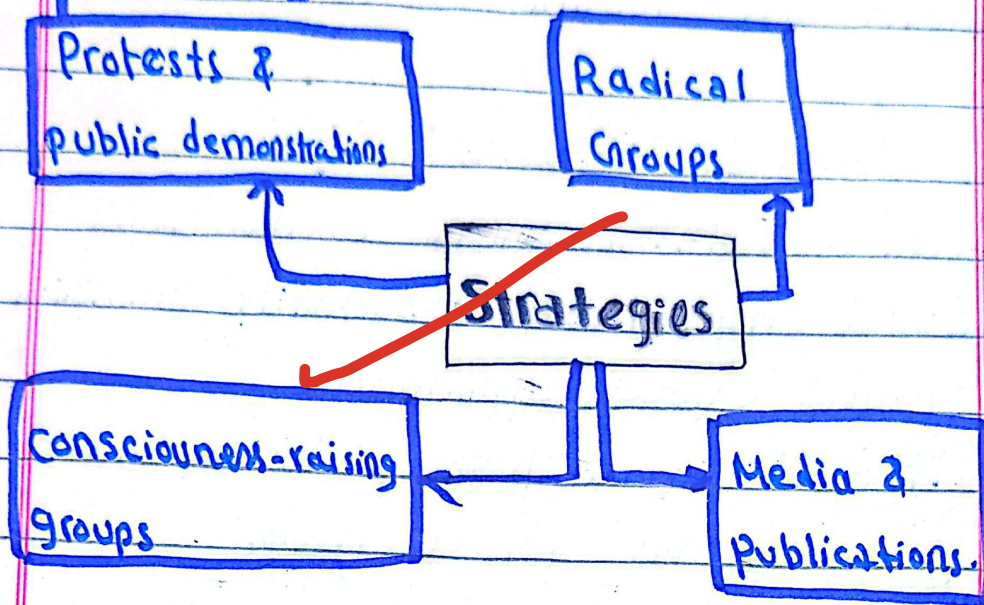 Protests &
public demonstrations
Radical
Groups
Strategies
Consciouness-raising
groups
Media &
Publications.